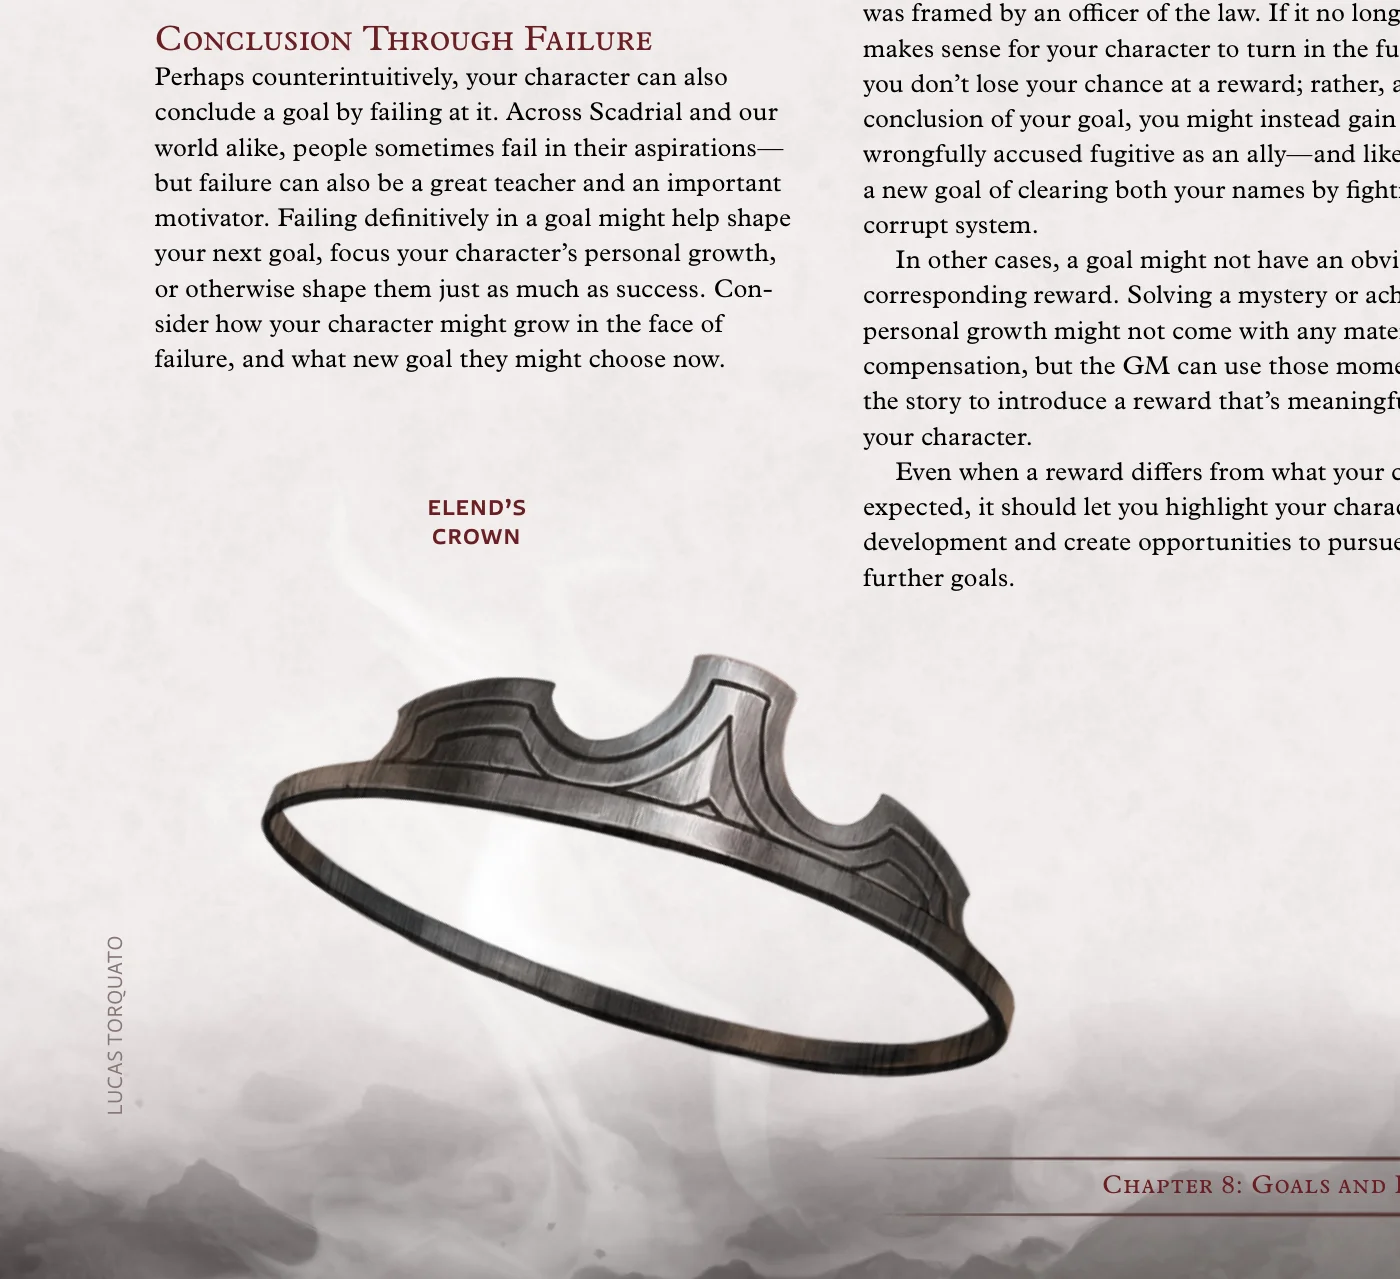 Conclusion Through Failure
Perhaps counterintuitively, your character can also
conclude a goal by failing at it. Across Scadrial and our
world alike, people sometimes fail in their aspirations—
but failure can also be a great teacher and an important
motivator. Failing definitively in a goal might help shape
your next goal, focus your character’s personal growth,
or otherwise shape them just as much as success. Con-
sider how your character might grow in the face of
failure, and what new goal they might choose now.
ELEND’S
CROWN
LUCAS TORQUATO
was framed by an officer of the law. If it no long
makes sense for your character to turn in the fu
you don’t lose your chance at a reward; rather, a
conclusion of your goal, you might instead gain
wrongfully accused fugitive as an ally—and like
a new goal of clearing both your names by fight
corrupt system.
In other cases, a goal might not have an obvi
corresponding reward. Solving a mystery or ach
personal growth might not come with any mate
compensation, but the GM can use those mome
the story to introduce a reward that’s meaningfu
your character.
Even when a reward differs from what your c
expected, it should let you highlight your charac
development and create opportunities to pursue
further goals.
Chapter 8: Goals and